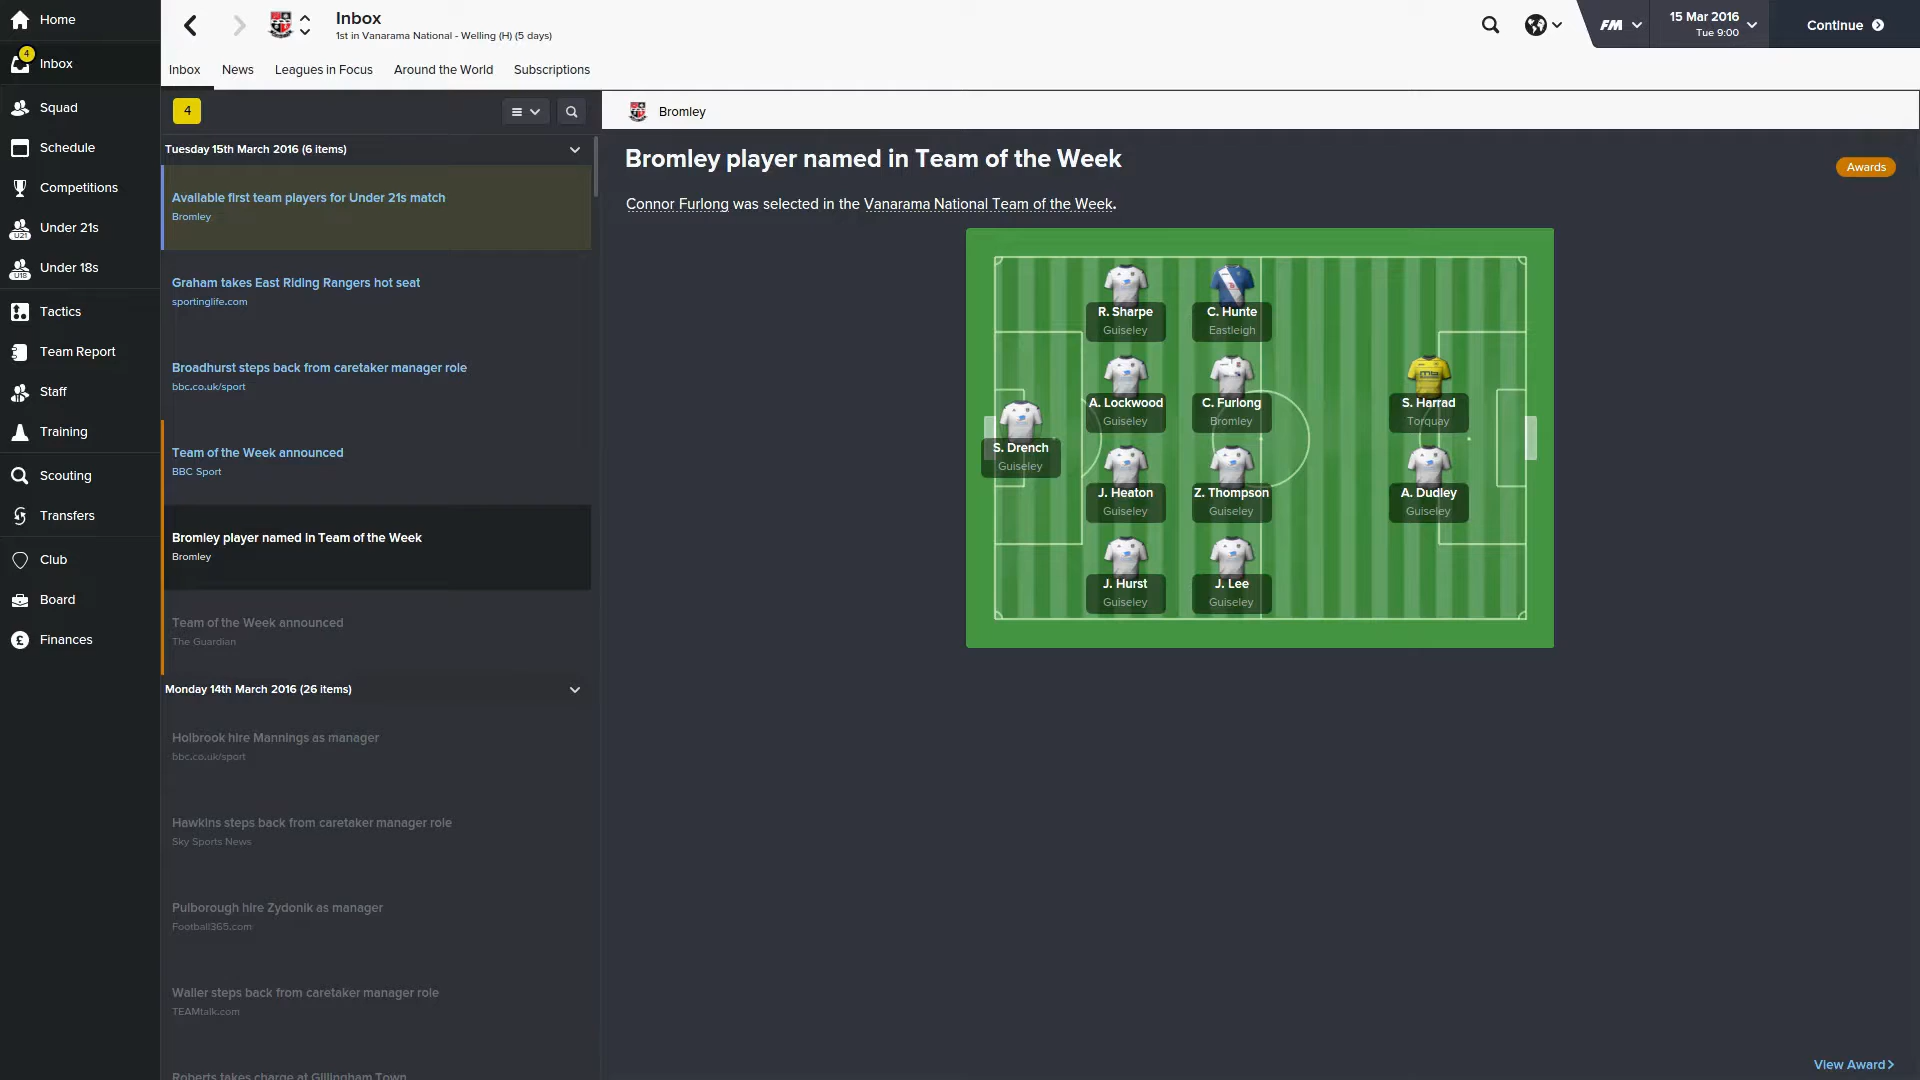 Home
4
Inbox
Squad
Schedule
Competitions
U21
Under 21s
U18
Under 18s
Tactics
Team Report
Staff
Training
Scouting
Transfers
Club
Board
Finances
Inbox
1st in Vanarama National - Welling (H) (5 days)
FM
15 Mar 2016
Tue 9:00
Continue
Inbox News Leagues in Focus Around the World Subscriptions
4
Tuesday 15th March 2016 (6 items)
Available first team players for Under 21s match
Bromley
Graham takes East Riding Rangers hot seat
sportinglife.com
Broadhurst steps back from caretaker manager role
bbc.co.uk/sport
Team of the Week announced
BBC Sport
Bromley player named in Team of the Week
Bromley
Team of the Week announced
The Guardian
Monday 14th March 2016 (26 items)
Holbrook hire Mannings as manager
bbc.co.uk/sport
Hawkins steps back from caretaker manager role
Sky Sports News
Pulborough hire Zydonik as manager
Football365.com
Waller steps back from caretaker manager role
TEAMtalk.com
Roberts takes charge at Gillingham Town
Bromley
Bromley player named in Team of the Week
Awards
Connor Furlong was selected in the Vanarama National Team of the Week.
R. Sharpe
Guiseley
C. Hunte
Eastleigh
A. Lockwood
Guiseley
C. Furlong
Bromley
S. Harrad
Torquay
S. Drench
Guiseley
J. Heaton
Guiseley
Z. Thompson
Guiseley
A. Dudley
Guiseley
J. Hurst
Guiseley
J. Lee
Guiseley
View Award